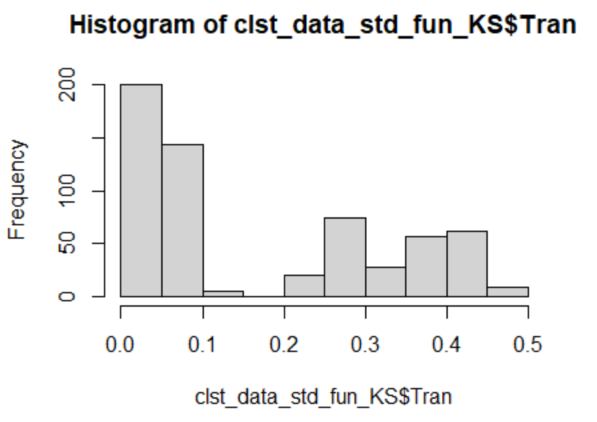 Histogram of clst_data_std_fun_KS$Tran
Frequency
200
100
50
0
0.0 0.1 0.2 0.3 0.4 0.5
clst_data_std_fun_KS$Tran